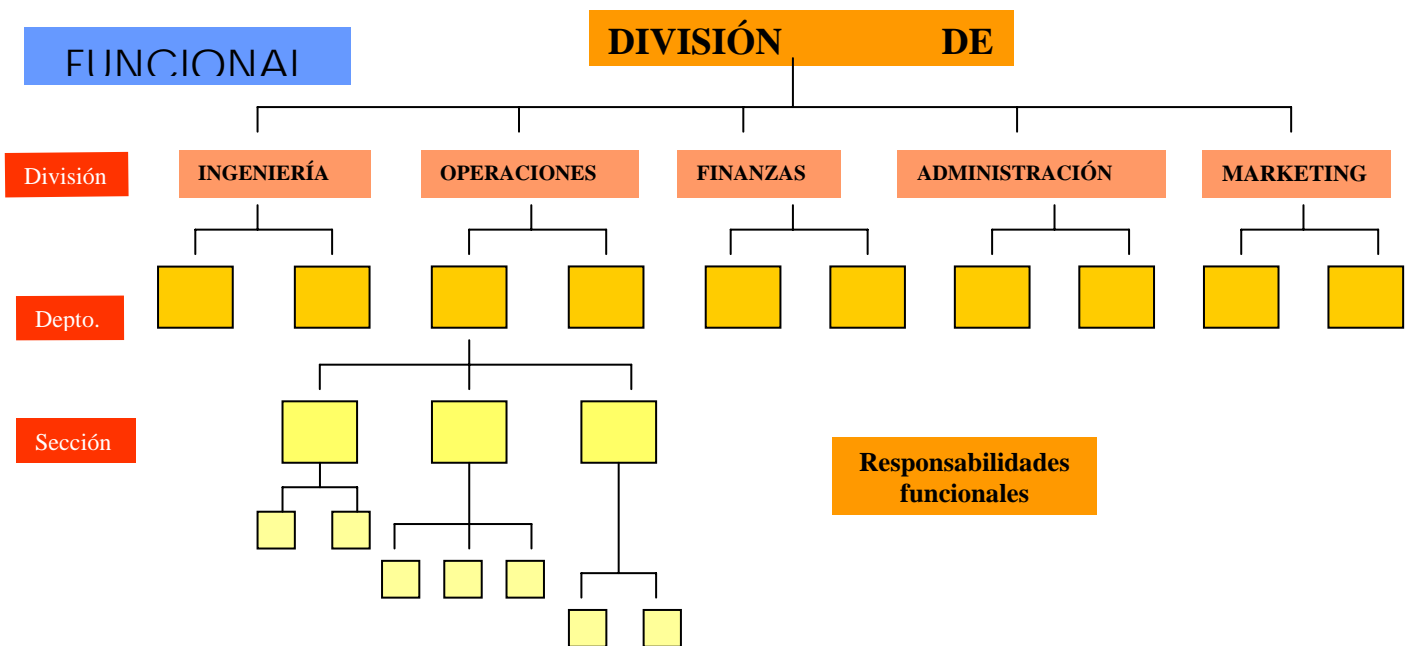 FUNCIONAL
DIVISIÓN DE
División
INGENIERÍA
OPERACIONES
FINANZAS
ADMINISTRACIÓN
MARKETING
Depto.
Sección
Responsabilidades
funcionales